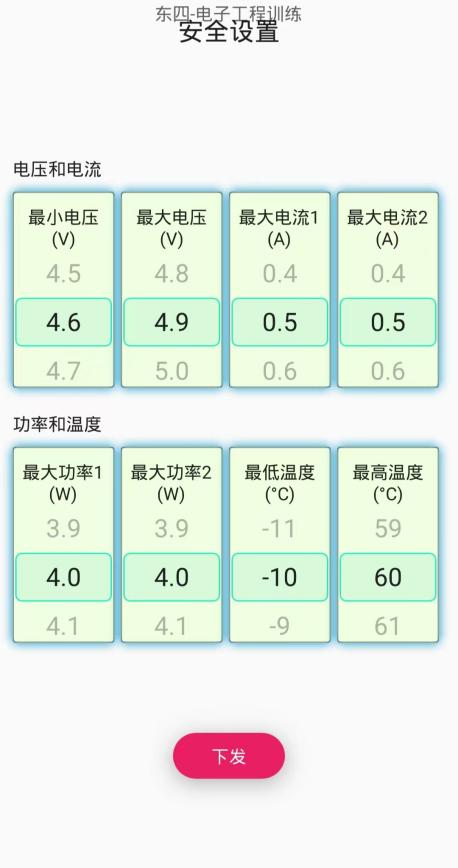 东四-电子工程训练
安全设置
电压和电流
最小电压 最大电压 最大电流1 最大电流2
(V) (V) (A) (A)
4.5 4.8 0.4 0.4
4.6 4.9 0.5 0.5
4.7 5.0 0.6 0.6
功率和温度
最大功率1 最大功率2 最低温度 最高温度
(W) (W) (°C) (°C)
3.9 3.9 -11 59
4.0 4.0 -10 60
4.1 4.1 -9 61
下发